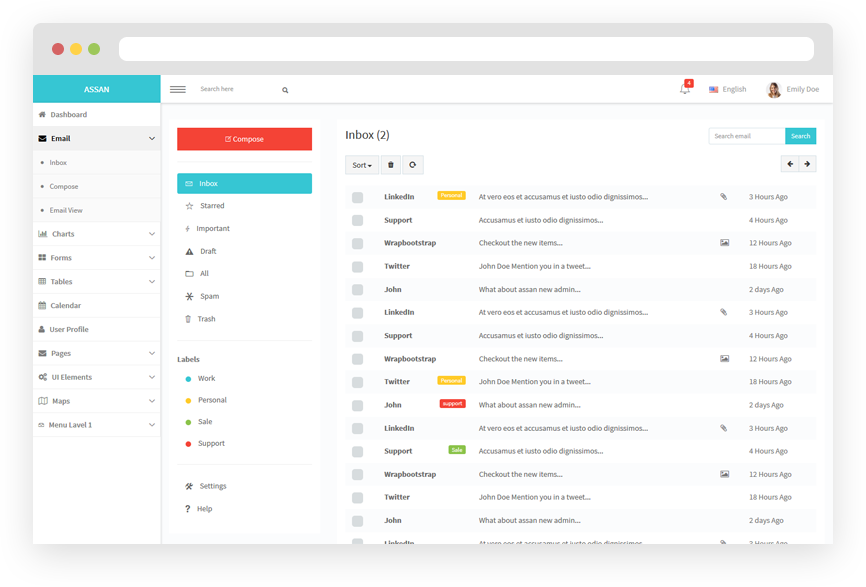 ASSAN
Search here
4
English
Emily Doe
Dashboard
Email
Inbox
Compose
Email View
Charts
Forms
Tables
Calendar
User Profile
Pages
UI Elements
Maps
Menu Lavel 1
Compose
Inbox
Starred
Important
Draft
All
Spam
Trash
Labels
Work
Personal
Sale
Support
Settings
Help
Inbox (2)
Search email
Search
Sort
LinkedIn Personal At vero eos et accusamus et iusto odio dignissimos... 3 Hours Ago
Support Accusamus et iusto odio dignissimos... 4 Hours Ago
Wrapbootstrap Checkout the new items... 12 Hours Ago
Twitter John Doe Mention you in a tweet... 18 Hours Ago
John What about assan new admin... 2 days Ago
LinkedIn At vero eos et accusamus et iusto odio dignissimos... 3 Hours Ago
Support Accusamus et iusto odio dignissimos... 4 Hours Ago
Wrapbootstrap Checkout the new items... 12 Hours Ago
Twitter Personal John Doe Mention you in a tweet... 18 Hours Ago
John support What about assan new admin... 2 days Ago
LinkedIn At vero eos et accusamus et iusto odio dignissimos... 3 Hours Ago
Support Sale Accusamus et iusto odio dignissimos... 4 Hours Ago
Wrapbootstrap Checkout the new items... 12 Hours Ago
Twitter John Doe Mention you in a tweet... 18 Hours Ago
John What about assan new admin... 2 days Ago
LinkedIn At vero eos et accusamus et iusto odio dignissimos... 3 Hours Ago